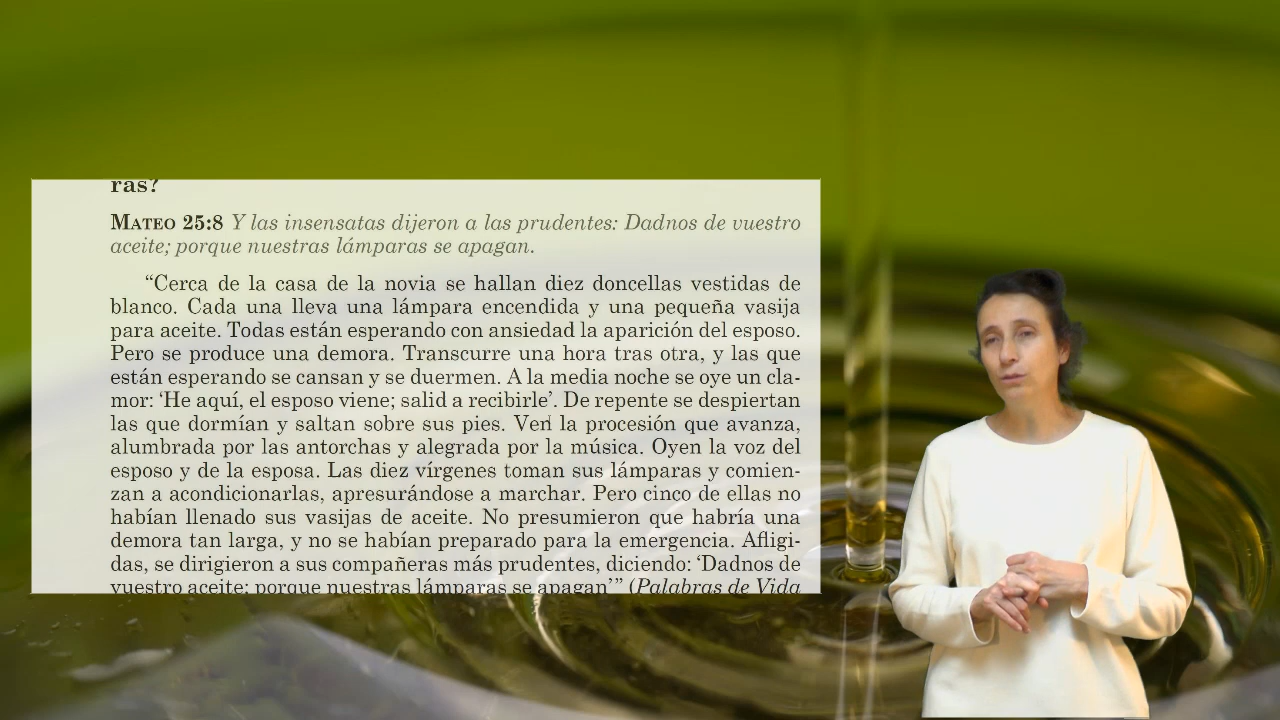 ras?
MATEO 25:8 Y las insensatas dijeron a las prudentes: Dadnos de vuestro
aceite; porque nuestras lámparas se apagan.
“Cerca de la casa de la novia se hallan diez doncellas vestidas de
blanco. Cada una lleva una lámpara encendida y una pequeña vasija
para aceite. Todas están esperando con ansiedad la aparición del esposo.
Pero se produce una demora. Transcurre una hora tras otra, y las que
están esperando se cansan y se duermen. A la media noche se oye un cla-
mor: ‘He aquí, el esposo viene; salid a recibirle’. De repente se despiertan
las que dormían y saltan sobre sus pies. Ven la procesión que avanza,
alumbrada por las antorchas y alegrada por la música. Oyen la voz del
esposo y de la esposa. Las diez vírgenes toman sus lámparas y comien-
zan a acondicionarlas, apresurándose a marchar. Pero cinco de ellas no
habían llenado sus vasijas de aceite. No presumieron que habría una
demora tan larga, y no se habían preparado para la emergencia. Afligi-
das, se dirigieron a sus compañeras más prudentes, diciendo: ‘Dadnos de
vuestro aceite; porque nuestras lámparas se apagan’” (Palabras de Vida